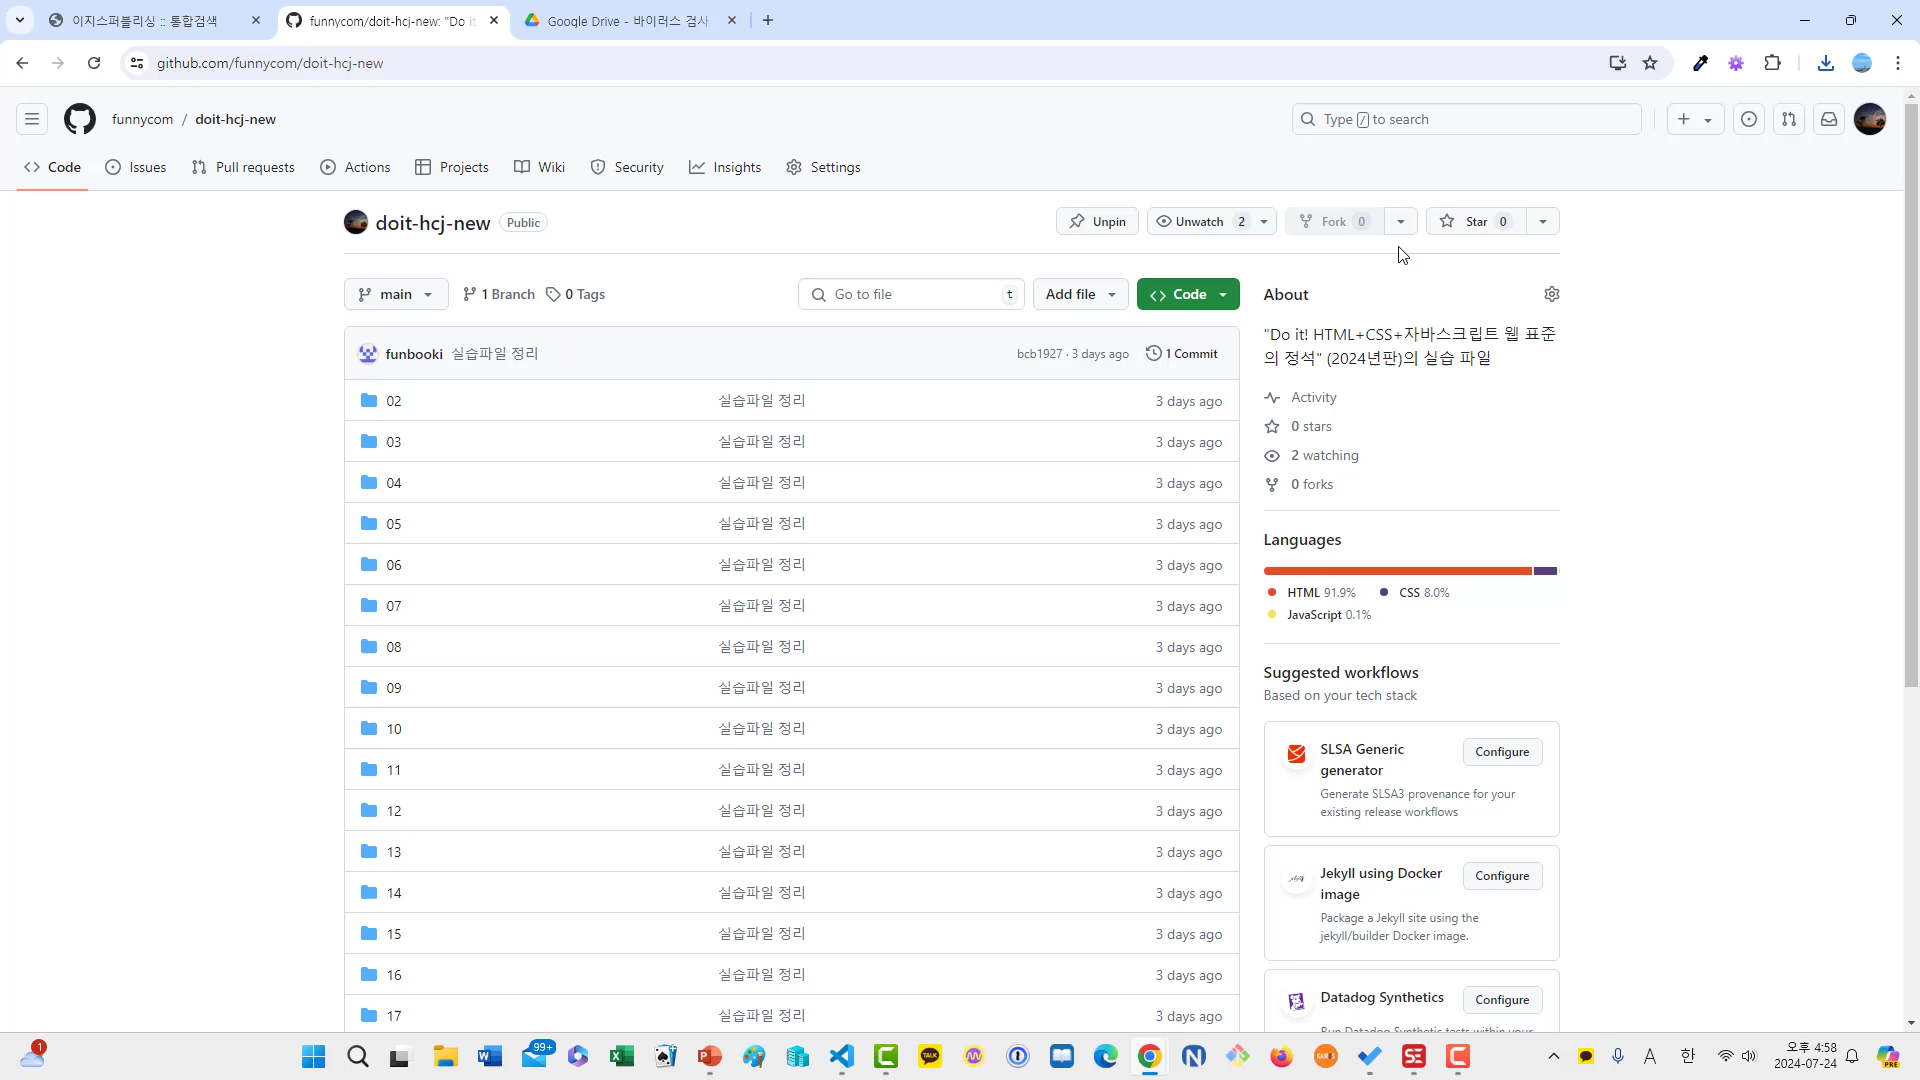 이지스퍼블리싱 :: 통합검색
funnycom/doit-hcj-new: "Do it
Google Drive - 바이러스 검사
github.com/funnycom/doit-hcj-new
funnycom / doit-hcj-new
Type / to search
Code
Issues
Pull requests
Actions
Projects
Wiki
Security
Insights
Settings
doit-hcj-new
Public
Unpin
Unwatch 2
Fork 0
Star 0
main
1 Branch
0 Tags
Go to file
t
Add file
Code
About
"Do it! HTML+CSS+자바스크립트 웹 표준
의 정석" (2024년판)의 실습 파일
Activity
0 stars
2 watching
0 forks
funbooki 실습파일 정리
bcb1927 · 3 days ago
1 Commit
02 실습파일 정리 3 days ago
03 실습파일 정리 3 days ago
04 실습파일 정리 3 days ago
05 실습파일 정리 3 days ago
06 실습파일 정리 3 days ago
07 실습파일 정리 3 days ago
08 실습파일 정리 3 days ago
09 실습파일 정리 3 days ago
10 실습파일 정리 3 days ago
11 실습파일 정리 3 days ago
12 실습파일 정리 3 days ago
13 실습파일 정리 3 days ago
14 실습파일 정리 3 days ago
15 실습파일 정리 3 days ago
16 실습파일 정리 3 days ago
17 실습파일 정리 3 days ago
Languages
HTML 91.9%
CSS 8.0%
JavaScript 0.1%
Suggested workflows
Based on your tech stack
SLSA Generic
generator
Configure
Generate SLSA3 provenance for your
existing release workflows
Jekyll using Docker
image
Configure
Package a Jekyll site using the
jekyll/builder Docker image.
Datadog Synthetics
Configure
Run Datadog Synthetic tests within your
1
99+
TALK
SE
A
한
오후 4:58
2024-07-24
PRE